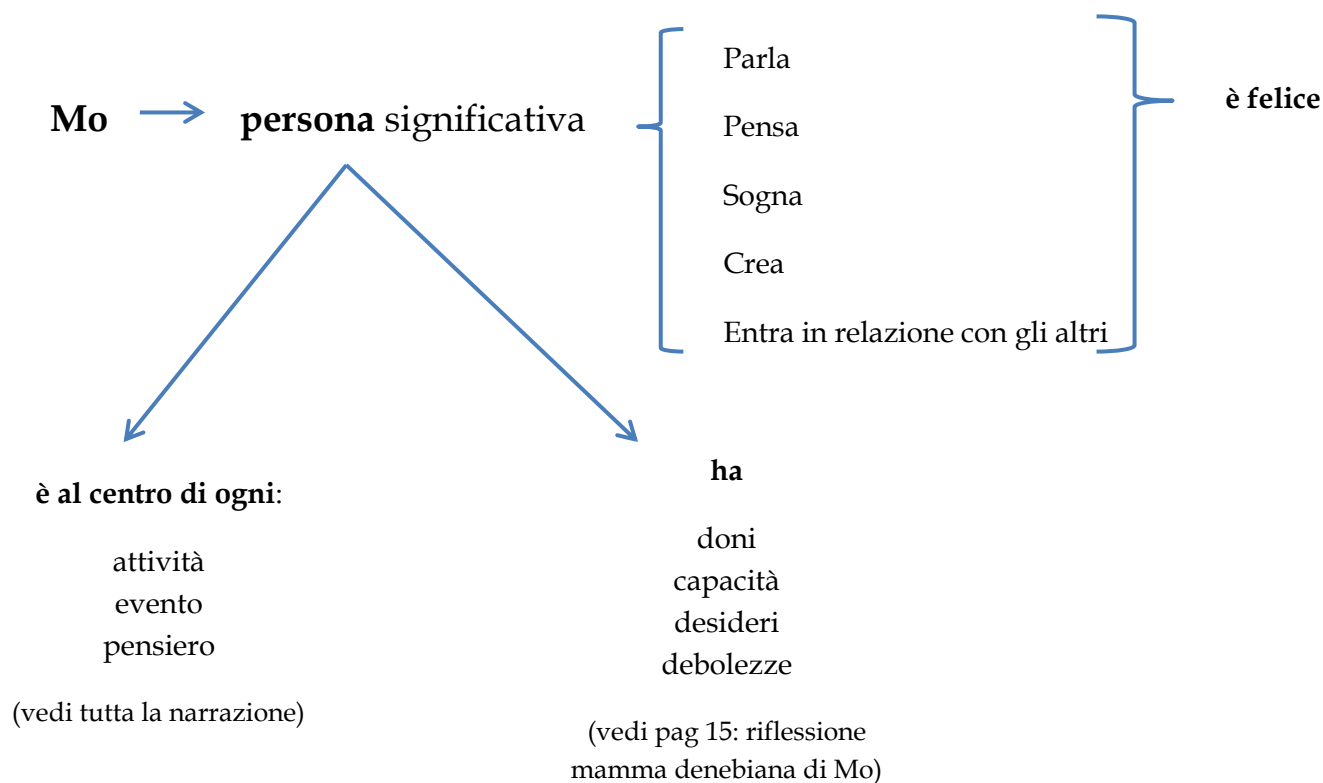 Mo
persona significativa
Parla
Pensa
Sogna
Crea
Entra in relazione con gli altri
è felice
è al centro di ogni:
attività
evento
pensiero
(vedi tutta la narrazione)
ha
doni
capacità
desideri
debolezze
(vedi pag 15: riflessione
mamma denebiana di Mo)